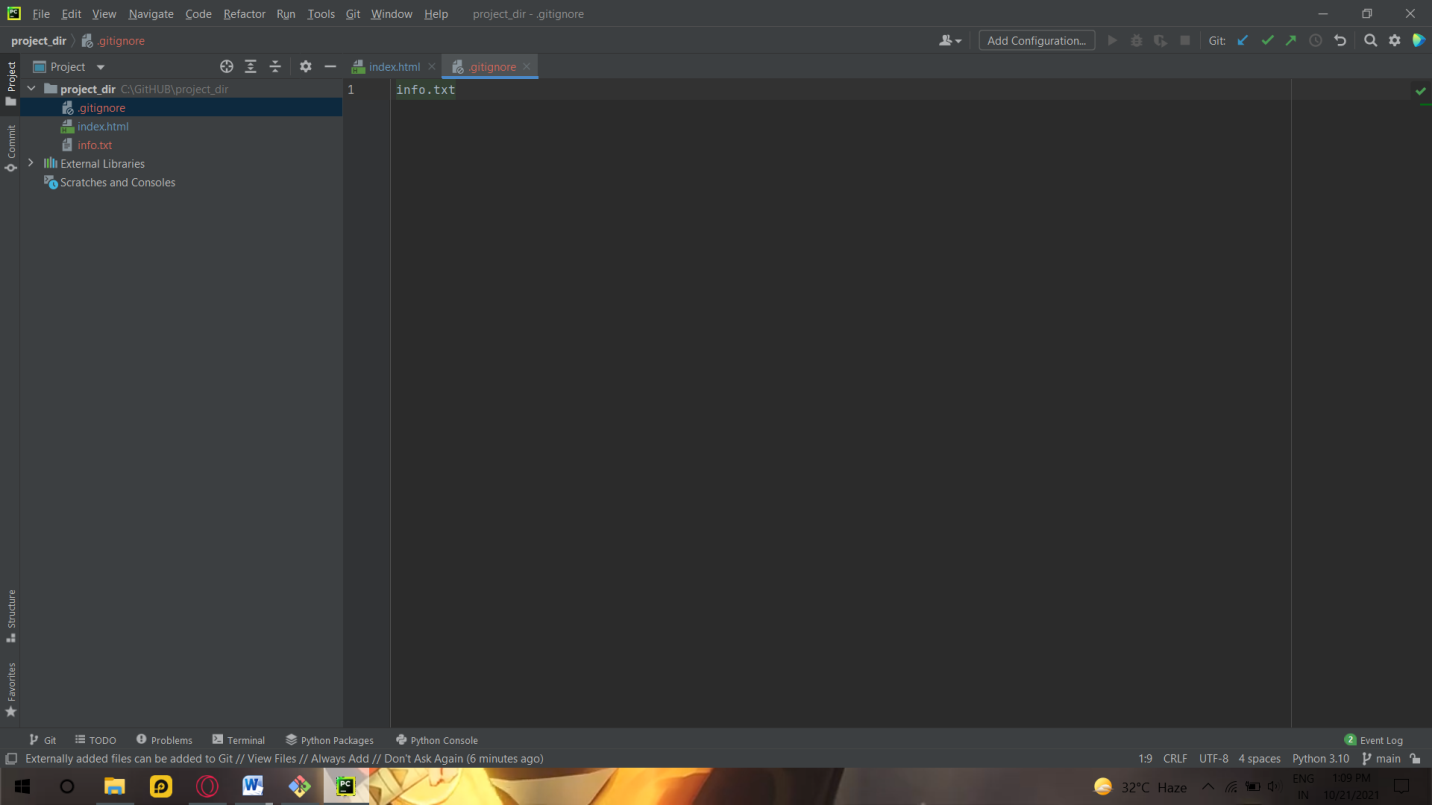 PC File Edit View Navigate Code Refactor Run Tools Git Window Help project_dir - .gitignore
project_dir .gitignore Add Configuration... Git:
Project Project index.html .gitignore
project_dir C:\GitHUB\project_dir 1 info.txt
.gitignore
index.html
Commit
info.txt
External Libraries
Scratches and Consoles
Structure
Favorites
Git TODO Problems Terminal Python Packages Python Console 2 Event Log
Externally added files can be added to Git // View Files // Always Add // Don't Ask Again (6 minutes ago) 1:9 CRLF UTF-8 4 spaces Python 3.10 main
W PC 32°C Haze ENG IN 1:09 PM 10/21/2021